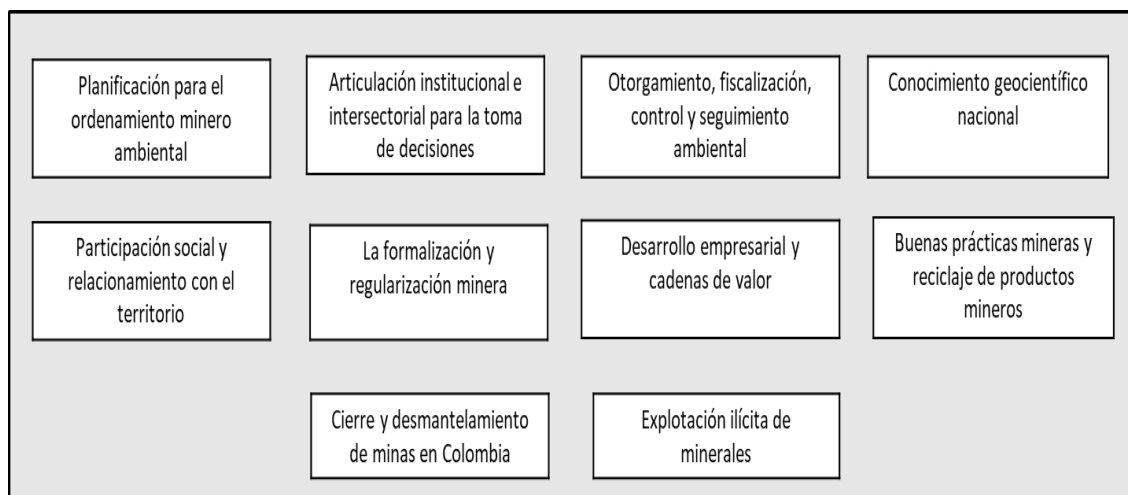 Planificación para el
ordenamiento minero
ambiental
Articulación institucional e
intersectorial para la toma
de decisiones
Otorgamiento, fiscalización,
control y seguimiento
ambiental
Conocimiento geocientífico
nacional
Participación social y
relacionamiento con el
territorio
La formalización y
regularización minera
Desarrollo empresarial y
cadenas de valor
Buenas prácticas mineras y
reciclaje de productos
mineros
Cierre y desmantelamiento
de minas en Colombia
Explotación ilícita de
minerales